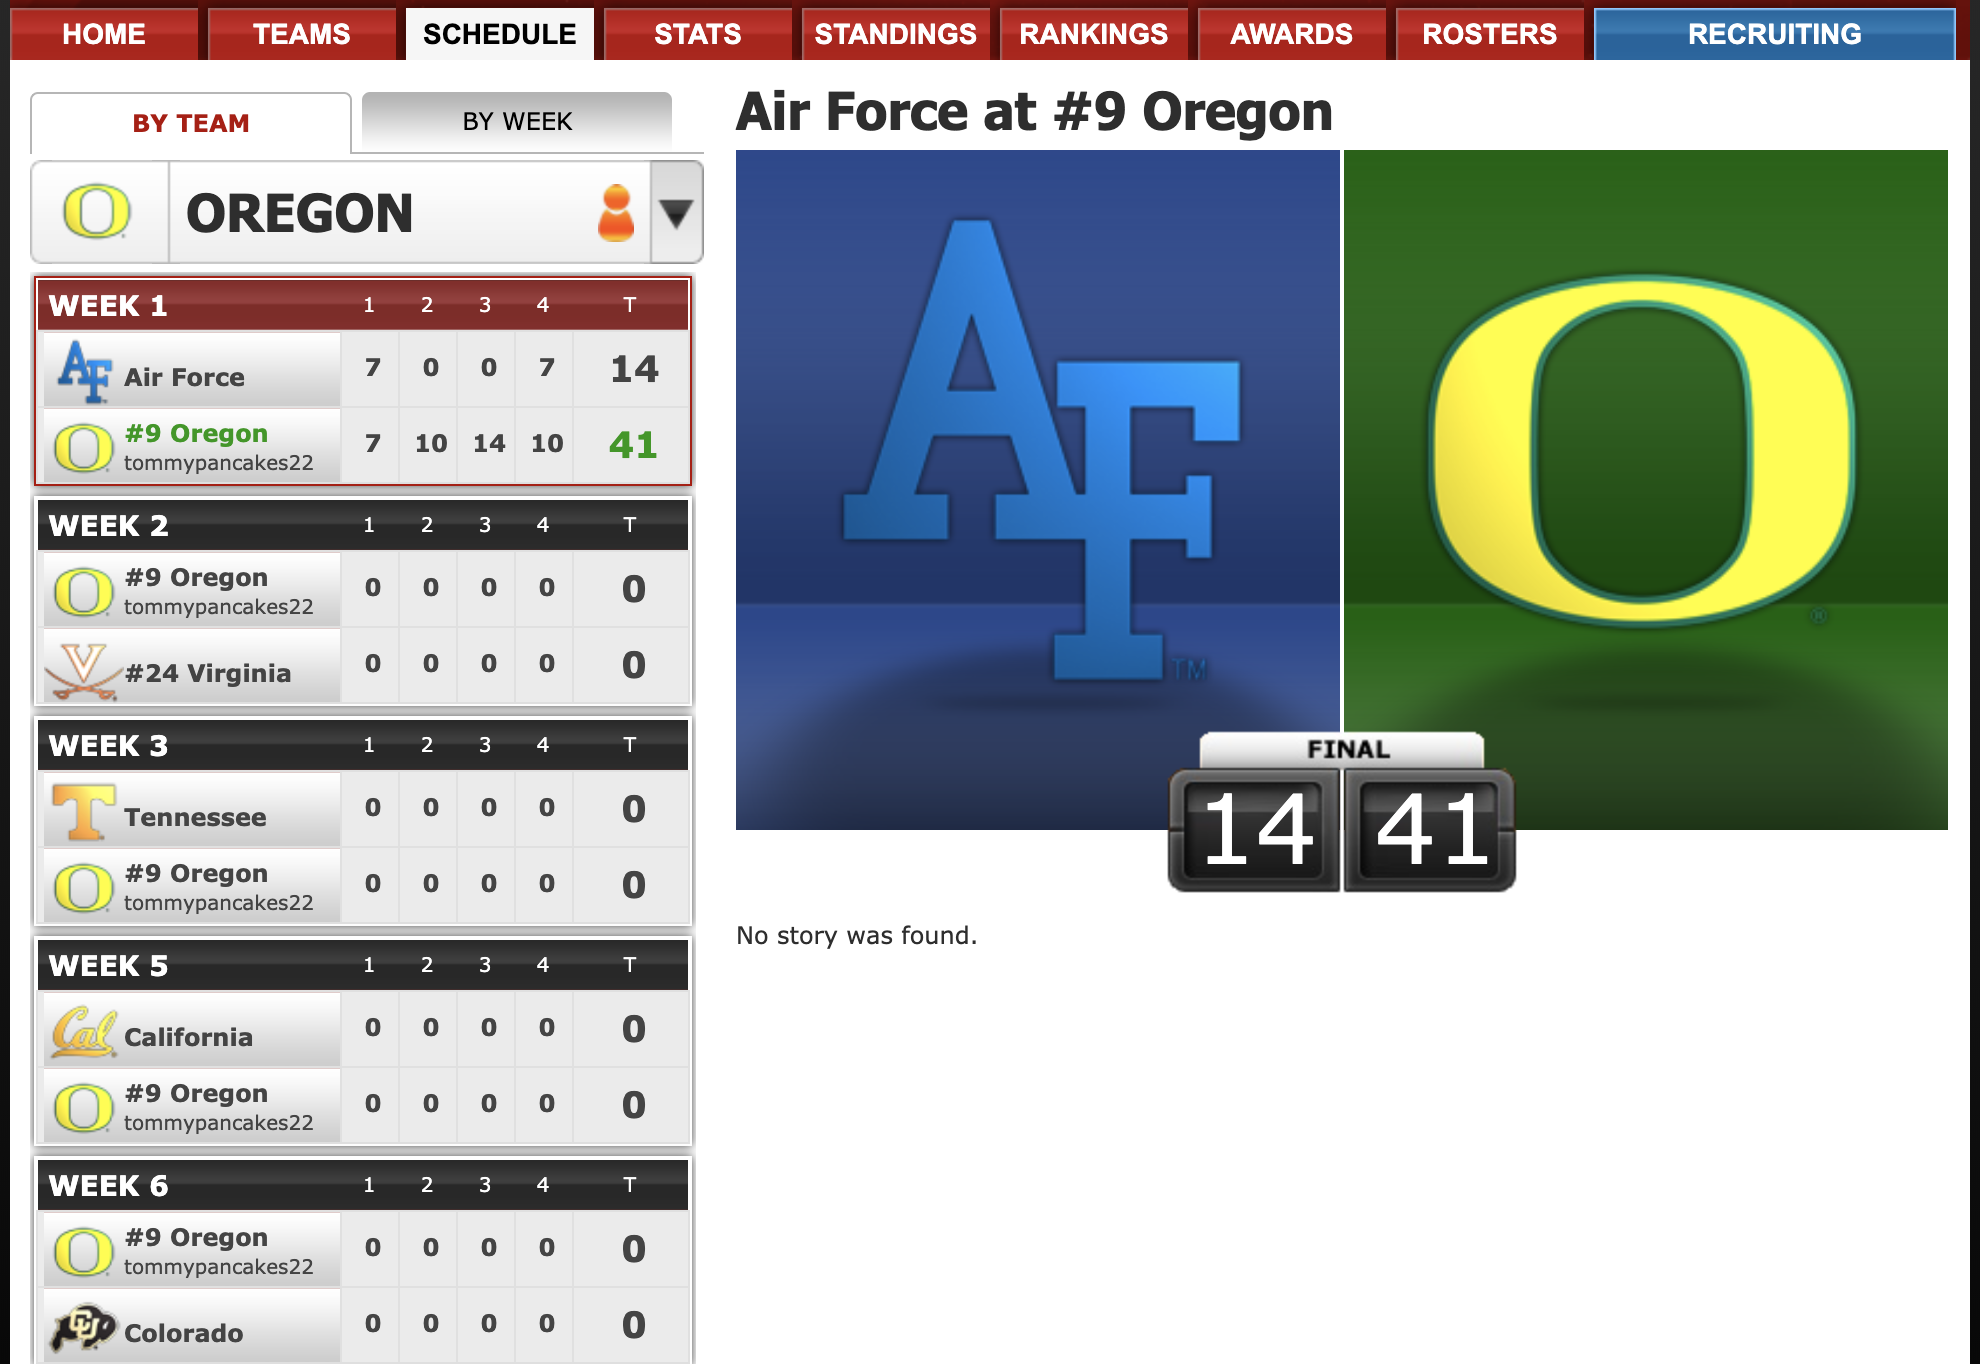 HOME TEAMS SCHEDULE STATS STANDINGS RANKINGS AWARDS ROSTERS RECRUITING
BY TEAM BY WEEK
OREGON
WEEK 1 1 2 3 4 T
Air Force 7 0 0 7 14
#9 Oregon 7 10 14 10 41
tommypancakes22
WEEK 2 1 2 3 4 T
#9 Oregon 0 0 0 0 0
tommypancakes22
#24 Virginia 0 0 0 0 0
WEEK 3 1 2 3 4 T
Tennessee 0 0 0 0 0
#9 Oregon 0 0 0 0 0
tommypancakes22
WEEK 5 1 2 3 4 T
Cal California 0 0 0 0 0
#9 Oregon 0 0 0 0 0
tommypancakes22
WEEK 6 1 2 3 4 T
#9 Oregon 0 0 0 0 0
tommypancakes22
CU Colorado 0 0 0 0 0
Air Force at #9 Oregon
AF TM
O ®
FINAL
14 41
No story was found.